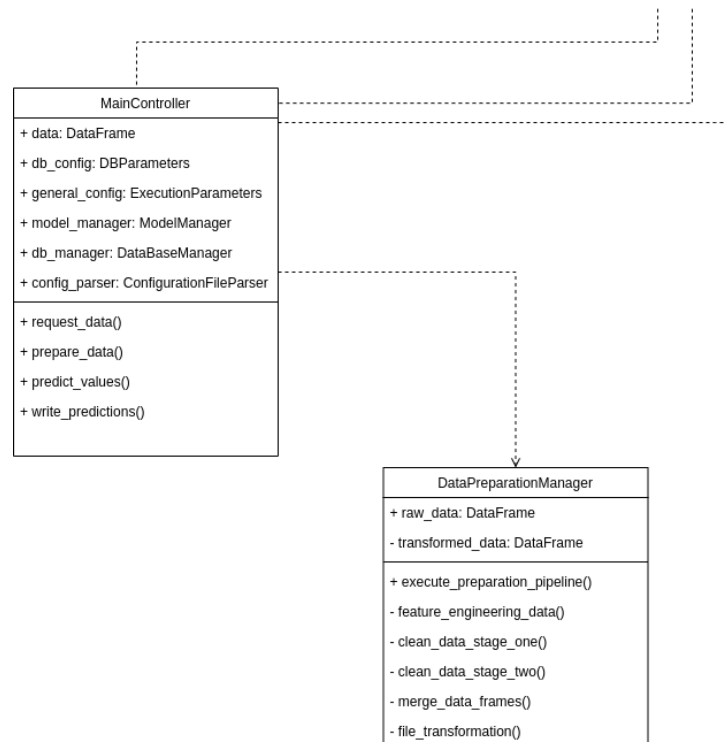 MainController
+ data: DataFrame
+ db_config: DBParameters
+ general_config: ExecutionParameters
+ model_manager: ModelManager
+ db_manager: DataBaseManager
+ config_parser: ConfigurationFileParser
+ request_data()
+ prepare_data()
+ predict_values()
+ write_predictions()
DataPreparationManager
+ raw_data: DataFrame
- transformed_data: DataFrame
+ execute_preparation_pipeline()
- feature_engineering_data()
- clean_data_stage_one()
- clean_data_stage_two()
- merge_data_frames()
- file_transformation()